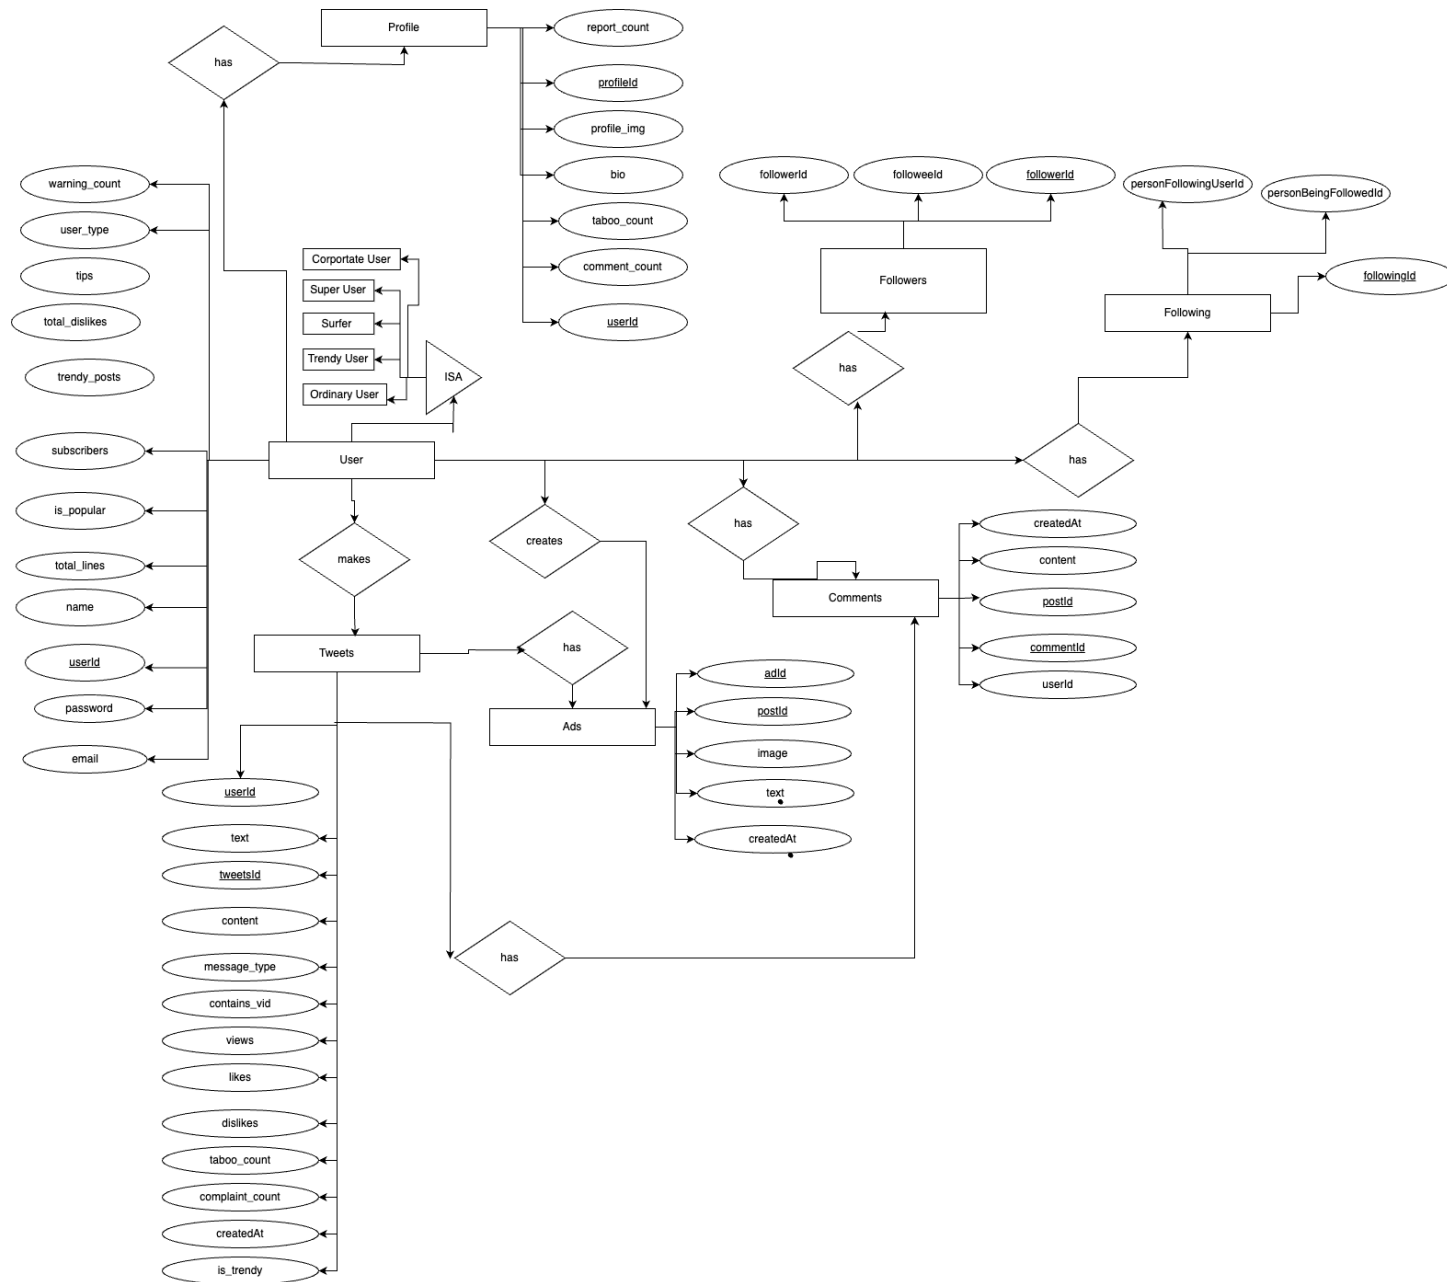 Profile
has
report_count
profileId
profile_img
bio
taboo_count
comment_count
userId
warning_count
user_type
tips
total_dislikes
trendy_posts
subscribers
is_popular
total_lines
name
userId
password
email
Corportate User
Super User
Surfer
Trendy User
Ordinary User
ISA
User
followerId
followeeId
followerId
Followers
has
personFollowingUserId
personBeingFollowedId
followingId
Following
has
makes
creates
has
Comments
createdAt
content
postId
commentId
userId
Tweets
has
Ads
adId
postId
image
text
createdAt
userId
text
tweetsId
content
message_type
contains_vid
views
likes
dislikes
taboo_count
complaint_count
createdAt
is_trendy
has